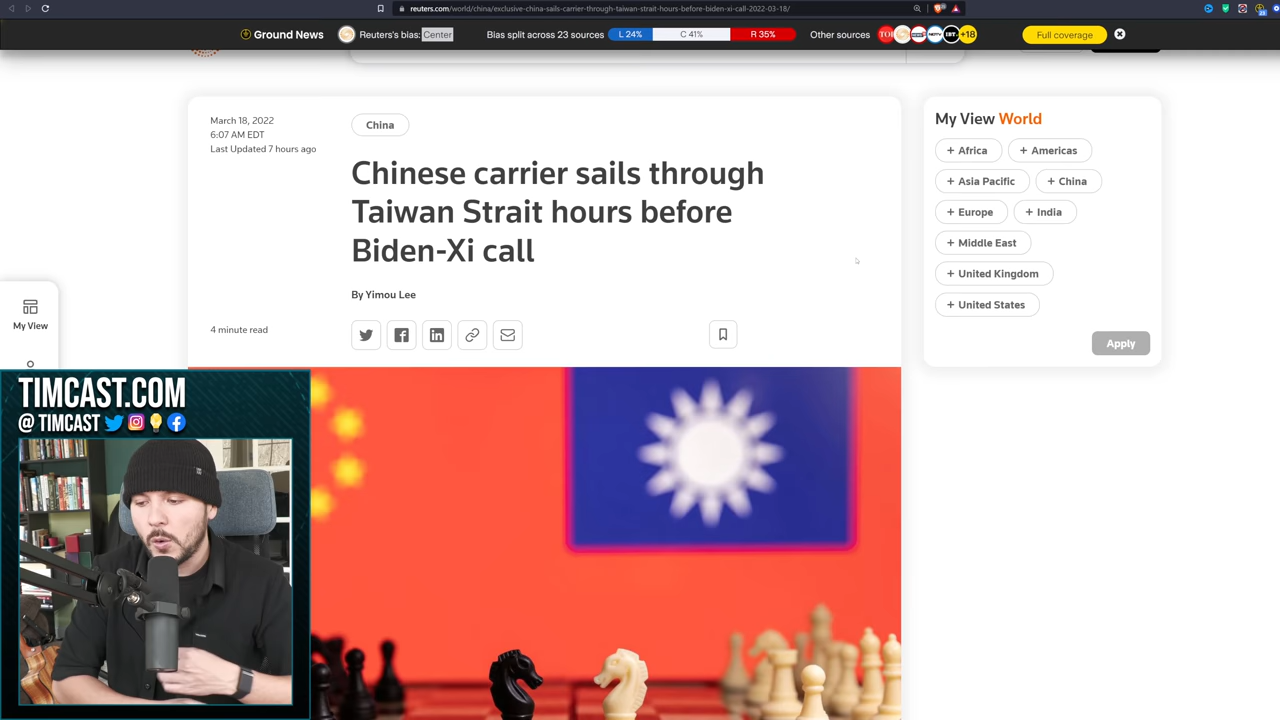 reuters.com/world/china/exclusive-china-sails-carrier-through-taiwan-strait-hours-before-biden-xi-call-2022-03-18/
Ground News
Reuters's bias: Center
Bias split across 23 sources
L 24%
C 41%
R 35%
Other sources
+18
Full coverage
March 18, 2022
6:07 AM EDT
Last Updated 7 hours ago
China
Chinese carrier sails through
Taiwan Strait hours before
Biden-Xi call
By Yimou Lee
4 minute read
My View
My View World
+ Africa
+ Americas
+ Asia Pacific
+ China
+ Europe
+ India
+ Middle East
+ United Kingdom
+ United States
Apply
TIMCAST.COM
@ TIMCAST